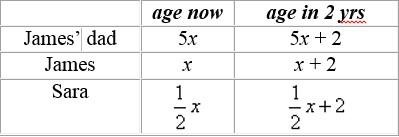 age now age in 2 yrs
James' dad 5x 5x + 2
James x x + 2
Sara 1/2 x 1/2 x+2